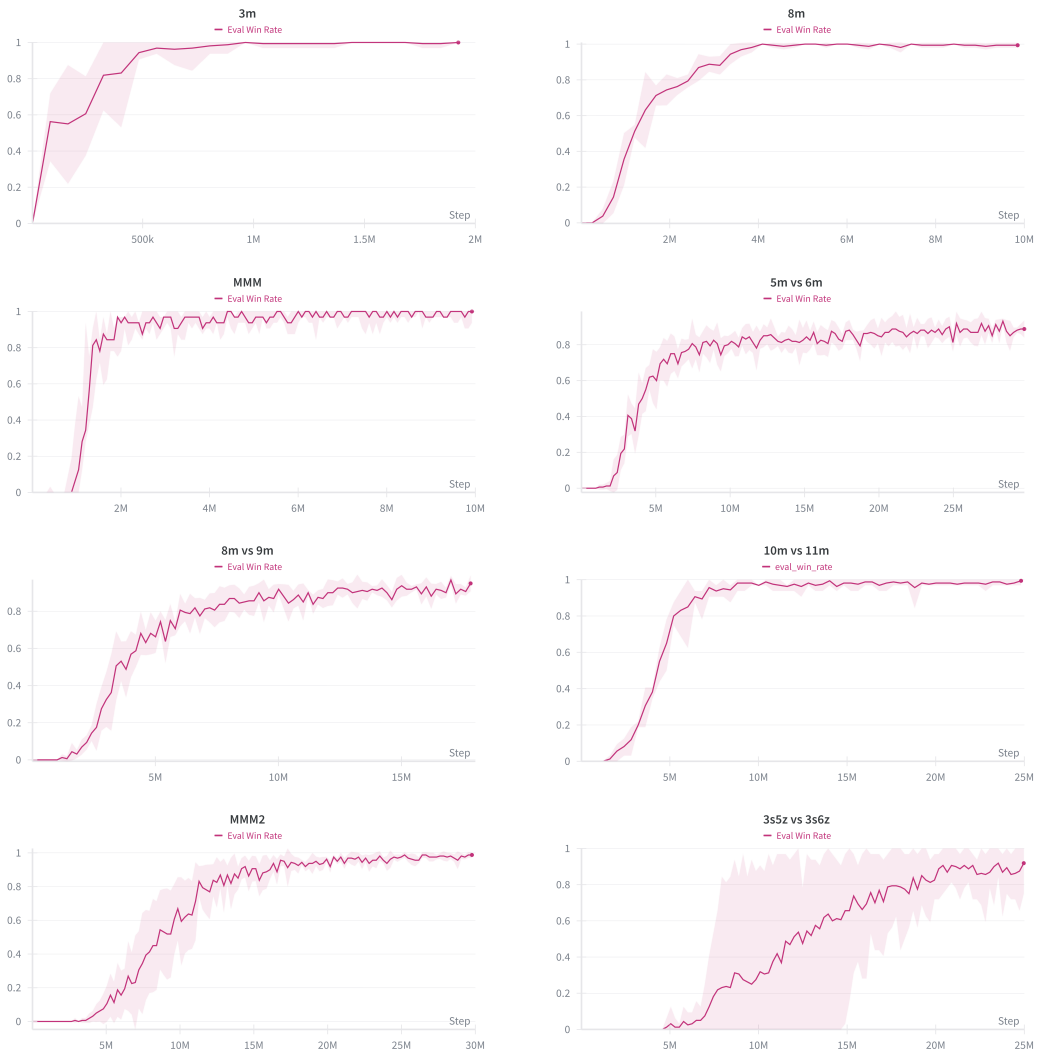 3m
Eval Win Rate
1
0.8
0.6
0.4
0.2
0
Step
500k 1M 1.5M 2M
8m
Eval Win Rate
1
0.8
0.6
0.4
0.2
0
Step
2M 4M 6M 8M 10M
MMM
Eval Win Rate
1
0.8
0.6
0.4
0.2
0
Step
2M 4M 6M 8M 10M
5m vs 6m
Eval Win Rate
0.8
0.6
0.4
0.2
0
Step
5M 10M 15M 20M 25M
8m vs 9m
Eval Win Rate
0.8
0.6
0.4
0.2
0
Step
5M 10M 15M
10m vs 11m
eval_win_rate
1
0.8
0.6
0.4
0.2
0
Step
5M 10M 15M 20M 25M
MMM2
Eval Win Rate
1
0.8
0.6
0.4
0.2
0
Step
5M 10M 15M 20M 25M 30M
3s5z vs 3s6z
Eval Win Rate
1
0.8
0.6
0.4
0.2
0
Step
5M 10M 15M 20M 25M